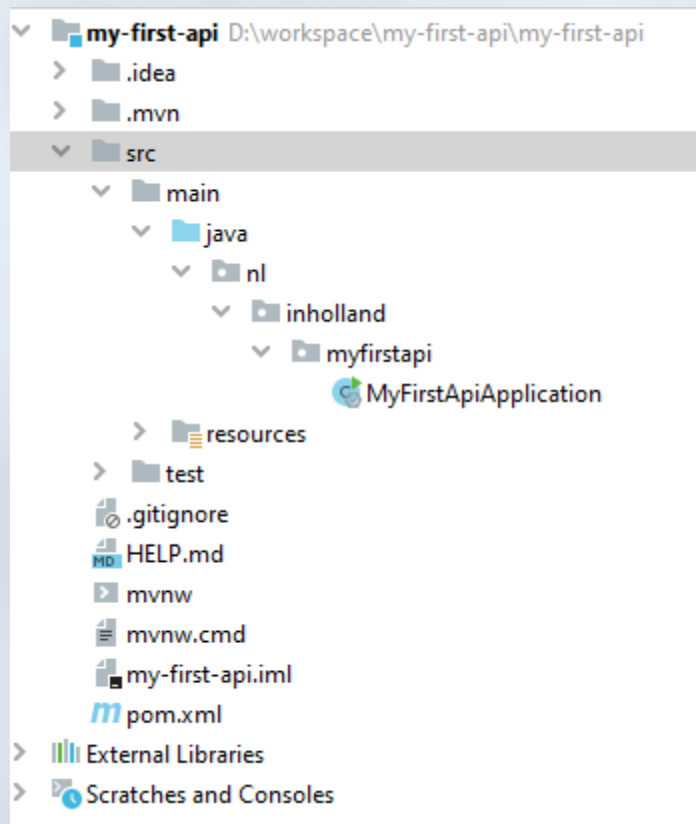 my-first-api D:\workspace\my-first-api\my-first-api
.idea
.mvn
src
main
java
nl
inholland
myfirstapi
MyFirstApiApplication
resources
test
.gitignore
MD HELP.md
mvnw
mvnw.cmd
my-first-api.iml
m pom.xml
External Libraries
Scratches and Consoles